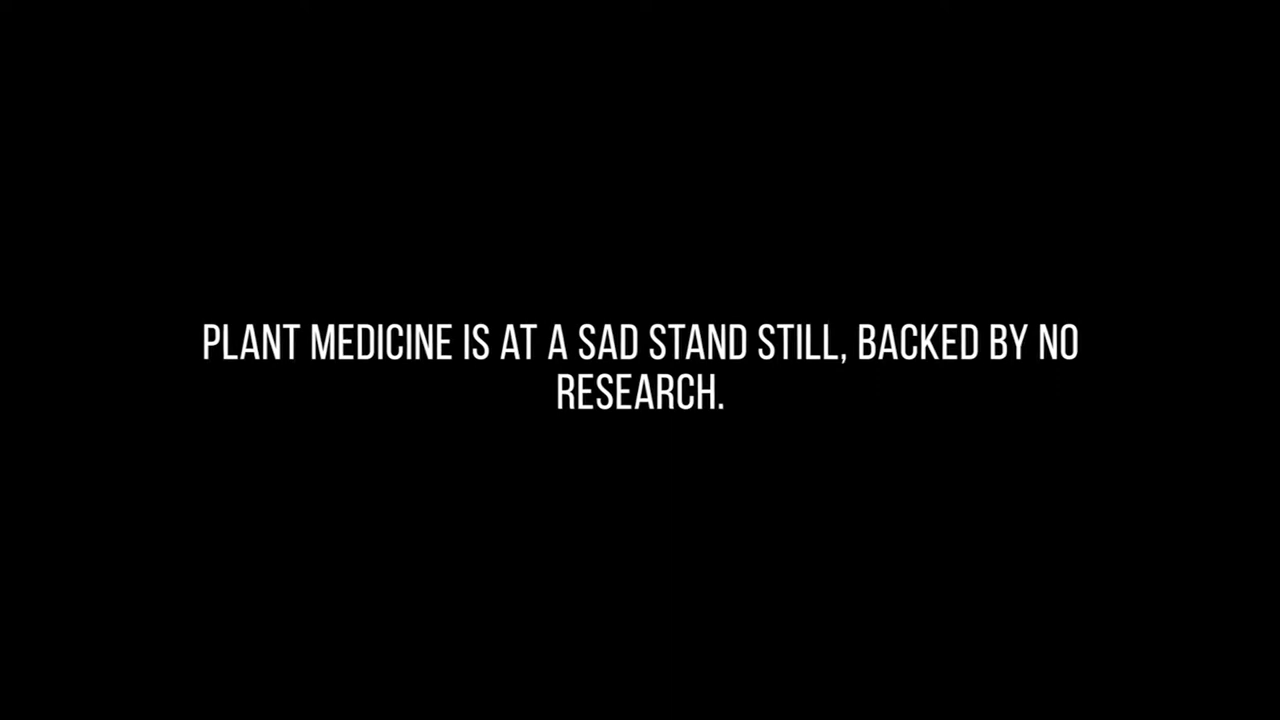 PLANT MEDICINE IS AT A SAD STAND STILL, BACKED BY NO
RESEARCH.